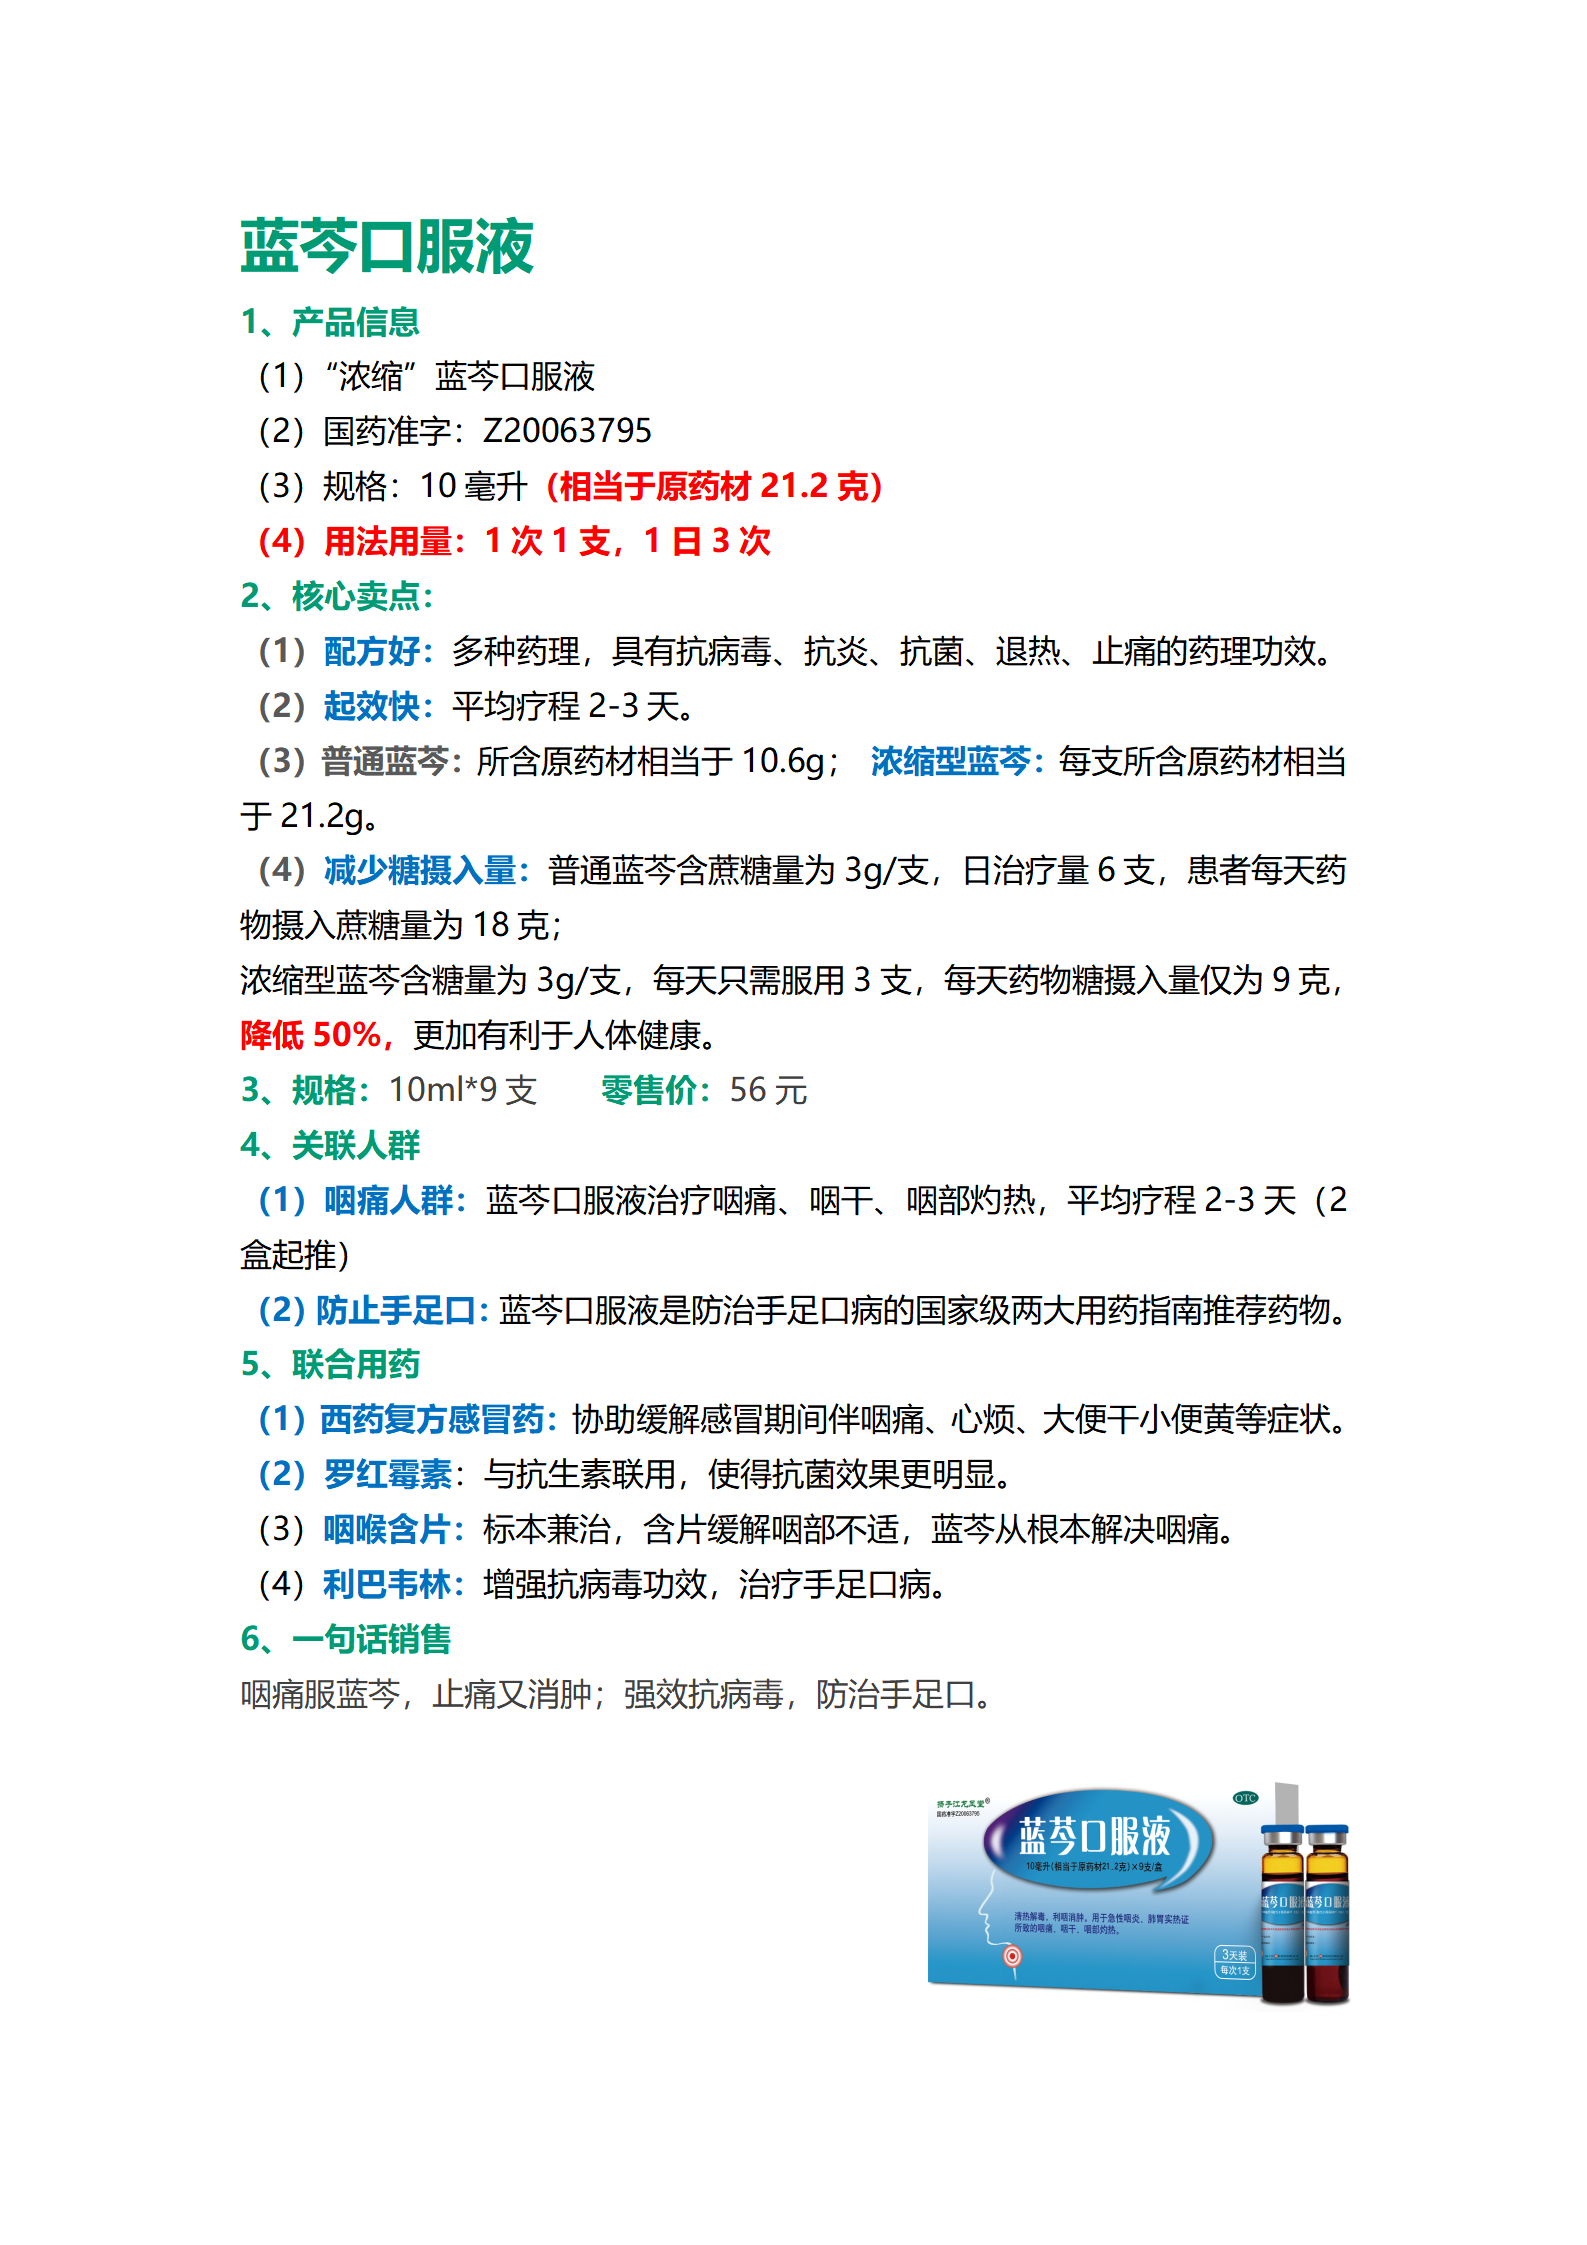 蓝芩口服液
1、产品信息
（1）“浓缩”蓝芩口服液
（2）国药准字：Z20063795
（3）规格：10 毫升（相当于原药材 21.2 克）
（4）用法用量：1 次 1 支，1 日 3 次
2、核心卖点：
（1）配方好：多种药理，具有抗病毒、抗炎、抗菌、退热、止痛的药理功效。
（2）起效快：平均疗程 2-3 天。
（3）普通蓝芩：所含原药材相当于 10.6g； 浓缩型蓝芩：每支所含原药材相当
于 21.2g。
（4）减少糖摄入量：普通蓝芩含蔗糖量为 3g/支，日治疗量 6 支，患者每天药
物摄入蔗糖量为 18 克；
浓缩型蓝芩含糖量为 3g/支，每天只需服用 3 支，每天药物糖摄入量仅为 9 克，
降低 50%，更加有利于人体健康。
3、规格：10ml*9 支 零售价：56 元
4、关联人群
（1）咽痛人群：蓝芩口服液治疗咽痛、咽干、咽部灼热，平均疗程 2-3 天（2
盒起推）
（2）防止手足口：蓝芩口服液是防治手足口病的国家级两大用药指南推荐药物。
5、联合用药
（1）西药复方感冒药：协助缓解感冒期间伴咽痛、心烦、大便干小便黄等症状。
（2）罗红霉素：与抗生素联用，使得抗菌效果更明显。
（3）咽喉含片：标本兼治，含片缓解咽部不适，蓝芩从根本解决咽痛。
（4）利巴韦林：增强抗病毒功效，治疗手足口病。
6、一句话销售
咽痛服蓝芩，止痛又消肿；强效抗病毒，防治手足口。
扬子江龙凤堂®
国药准字Z20063795
OTC
蓝芩口服液
10毫升(相当于原药材21.2克)×9支/盒
清热解毒，利咽消肿。用于急性咽炎、肺胃实热证
所致的咽痛、咽干、咽部灼热。
3天装
每次1支
蓝芩口服液
蓝芩口服液